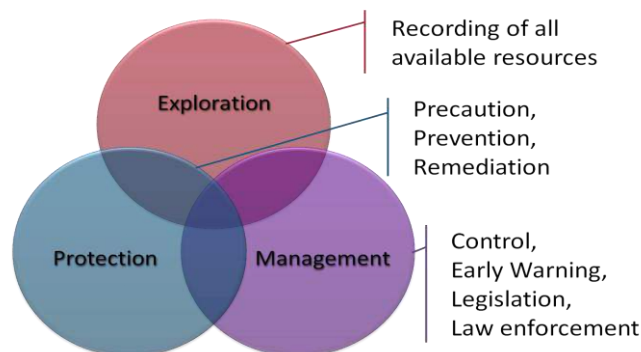 Recording of all
available resources
Exploration
Precaution,
Prevention,
Remediation
Protection
Management
Control,
Early Warning,
Legislation,
Law enforcement